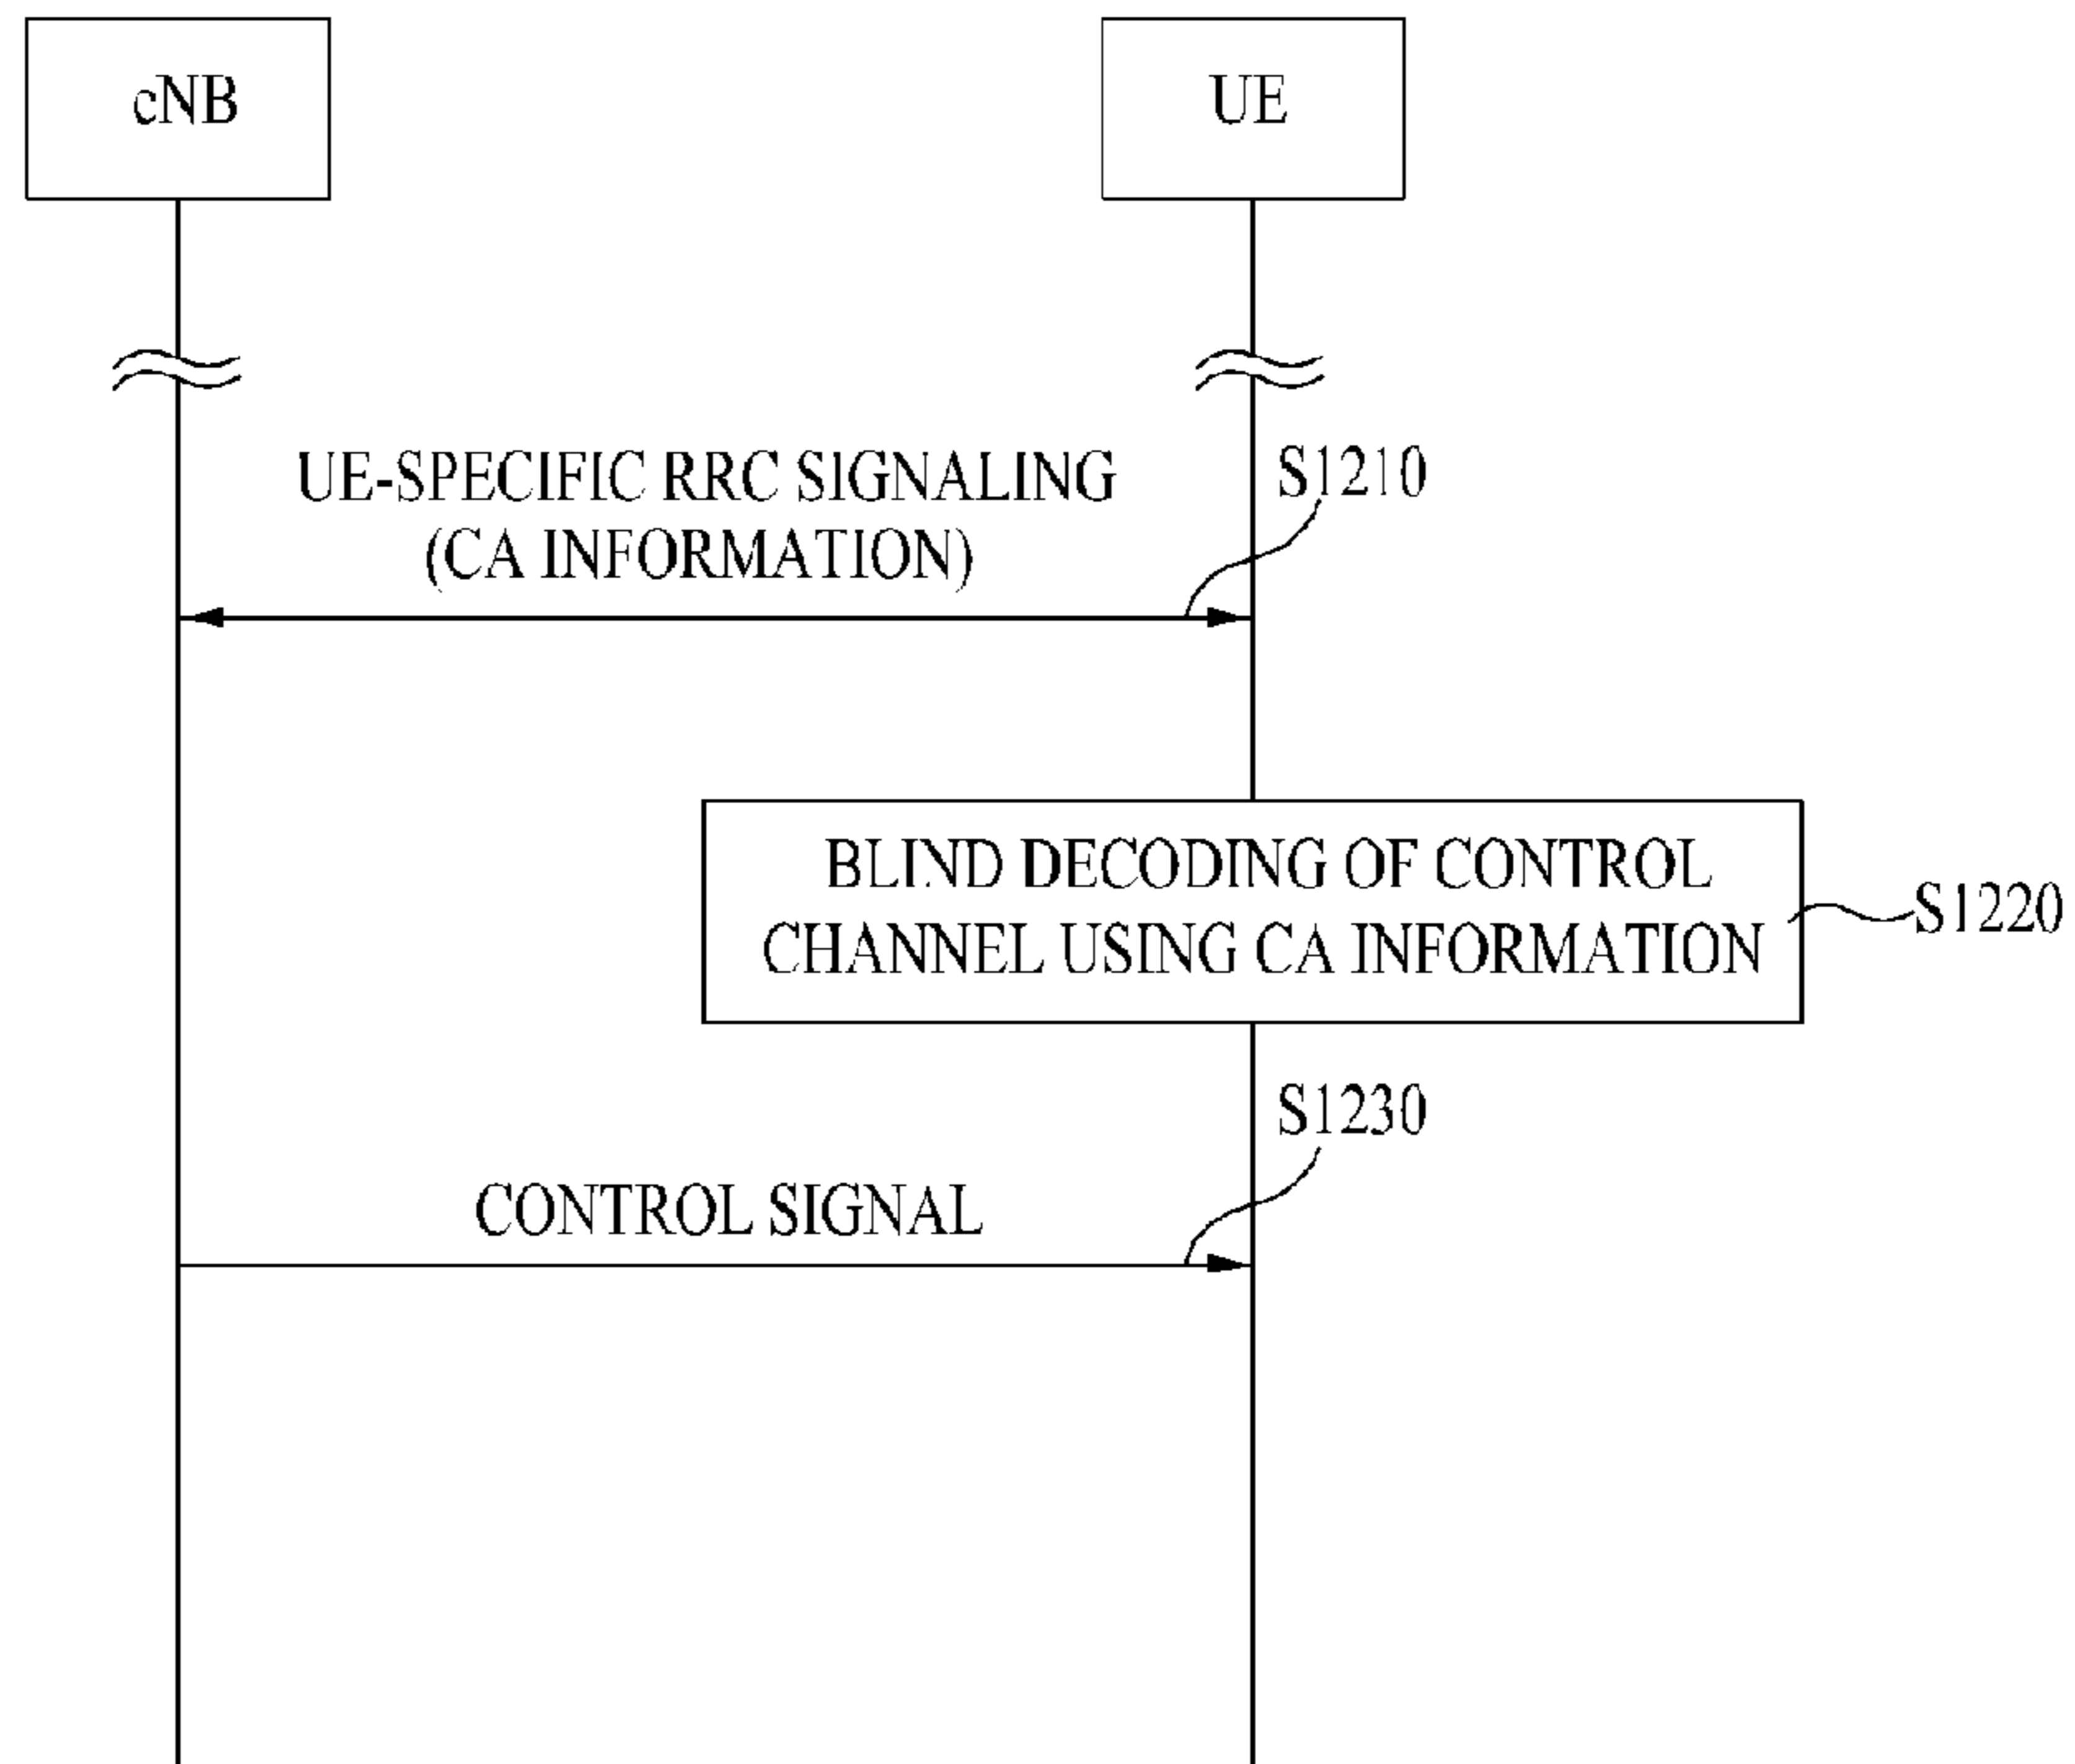 cNB
UE
UE-SPECIFIC RRC SIGNALING
(CA INFORMATION)
S1210
BLIND DECODING OF CONTROL
CHANNEL USING CA INFORMATION
S1220
S1230
CONTROL SIGNAL